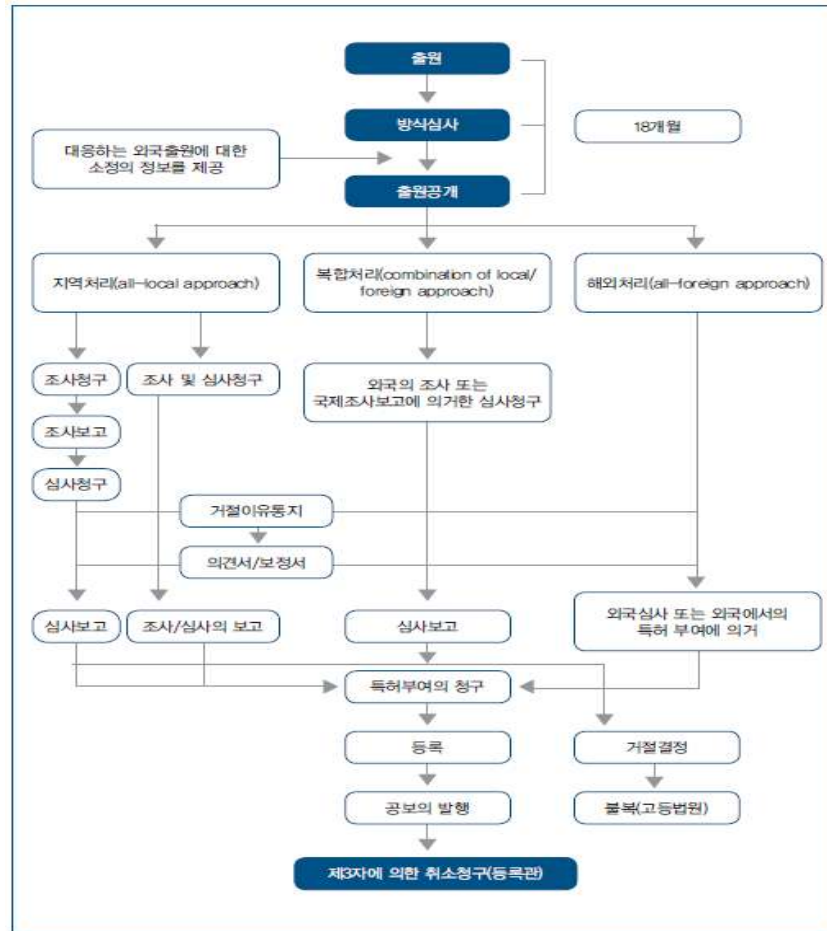 출원
방식심사
18개월
대응하는 외국출원에 대한
소정의 정보를 제공
출원공개
지역처리(all-local approach)
복합처리(combination of local/
foreign approach)
해외처리(all-foreign approach)
조사청구
조사 및 심사청구
외국의 조사 또는
국제조사보고에 의거한 심사청구
조사보고
심사청구
거절이유통지
의견서/보정서
심사보고
조사/심사의 보고
심사보고
외국심사 또는 외국에서의
특허 부여에 의거
특허부여의 청구
등록
거절결정
공보의 발행
불복(고등법원)
제3자에 의한 취소청구(등록관)